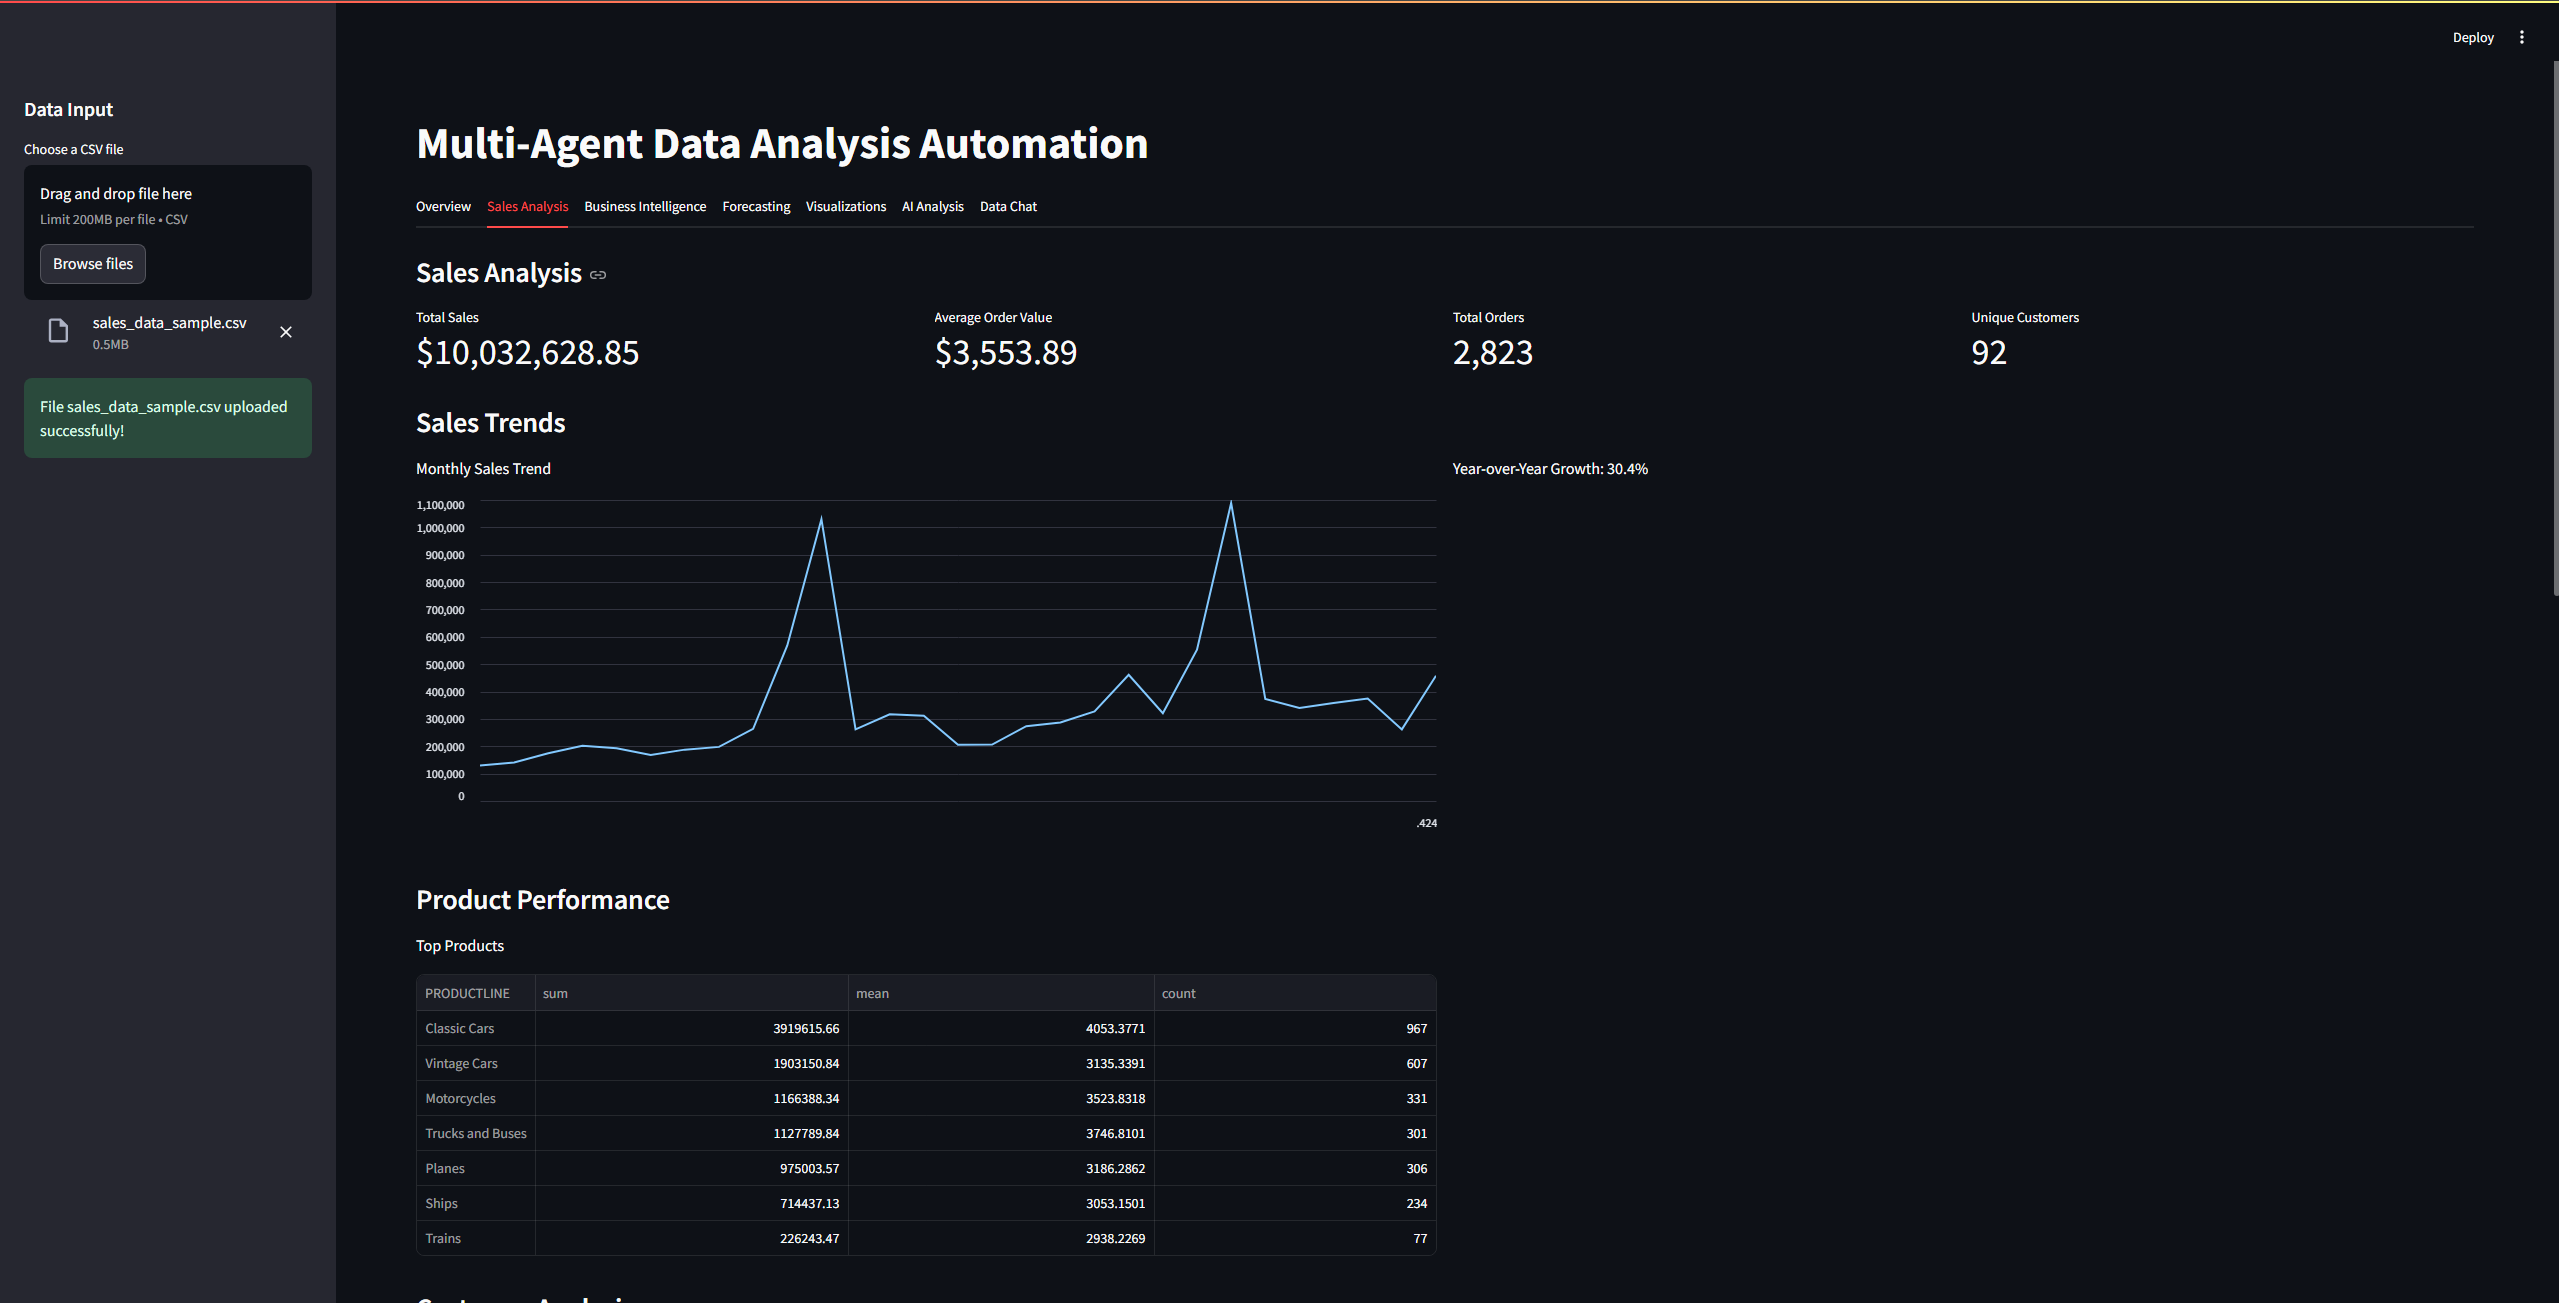 Deploy
Data Input
Choose a CSV file
Drag and drop file here
Limit 200MB per file • CSV
Browse files
sales_data_sample.csv
0.5MB
File sales_data_sample.csv uploaded
successfully!
Multi-Agent Data Analysis Automation
Overview Sales Analysis Business Intelligence Forecasting Visualizations AI Analysis Data Chat
Sales Analysis
Total Sales Average Order Value Total Orders Unique Customers
$10,032,628.85 $3,553.89 2,823 92
Sales Trends
Monthly Sales Trend Year-over-Year Growth: 30.4%
1,100,000
1,000,000
900,000
800,000
700,000
600,000
500,000
400,000
300,000
200,000
100,000
0
.424
Product Performance
Top Products
PRODUCTLINE sum mean count
Classic Cars 3919615.66 4053.3771 967
Vintage Cars 1903150.84 3135.3391 607
Motorcycles 1166388.34 3523.8318 331
Trucks and Buses 1127789.84 3746.8101 301
Planes 975003.57 3186.2862 306
Ships 714437.13 3053.1501 234
Trains 226243.47 2938.2269 77